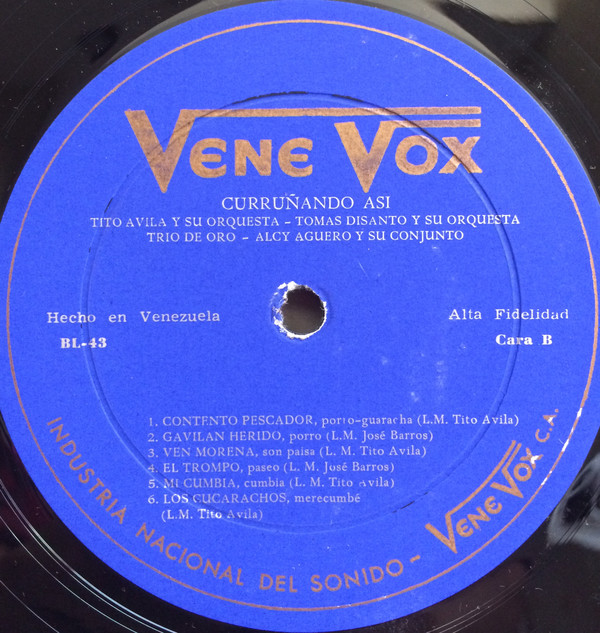 VENE VOX
CURRUÑANDO ASI
TITO AVILA Y SU ORQUESTA - TOMAS DISANTO Y SU ORQUESTA
TRIO DE ORO - ALCY AGUERO Y SU CONJUNTO
Hecho en Venezuela
BL-43
Alta Fidelidad
Cara B
1. CONTENTO PESCADOR, porro-guaracha (L.M. Tito Avila)
2. GAVILAN HERIDO, porro (L.M. José Barros)
3. VEN MORENA, son paisa (L.M. Tito Avila)
4. EL TROMPO, paseo (L. M. José Barros)
5. MI CUMBIA, cumbia (L. M. Tito Avila)
6. LOS CUCARACHOS, merecumbé
(L.M. Tito Avila)
INDUSTRIA NACIONAL DEL SONIDO - VENE VOX C.A.